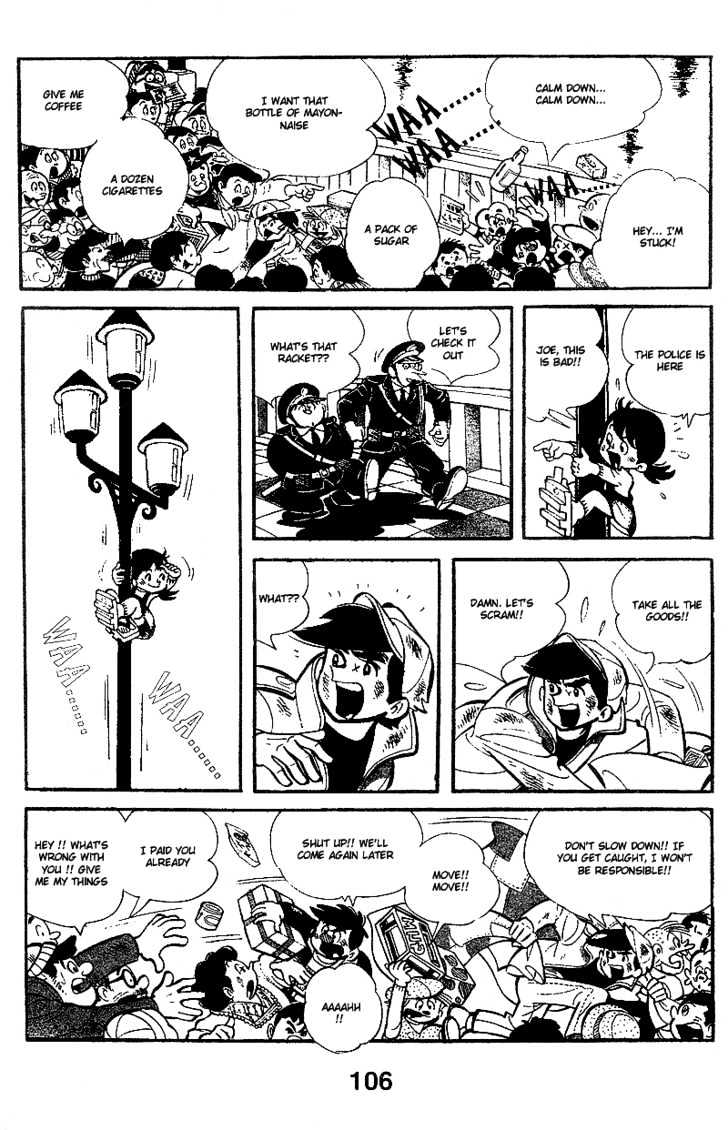 GIVE ME
COFFEE
I WANT THAT
BOTTLE OF MAYON-
NAISE
A DOZEN
CIGARETTES
WAA......
WAA......
CALM DOWN...
CALM DOWN...
A PACK OF
SUGAR
WAA......
HEY... I'M
STUCK!
WAA......
WAA......
WHAT'S THAT
RACKET??
LET'S
CHECK IT
OUT
JOE, THIS
IS BAD!!
THE POLICE IS
HERE
WHAT??
DAMN. LET'S
SCRAM!!
TAKE ALL THE
GOODS!!
HEY !! WHAT'S
WRONG WITH
YOU !! GIVE
ME MY THINGS
I PAID YOU
ALREADY
SHUT UP!! WE'LL
COME AGAIN LATER
MOVE!!
MOVE!!
DON'T SLOW DOWN!! IF
YOU GET CAUGHT, I WON'T
BE RESPONSIBLE!!
AAAAHH
!!
106